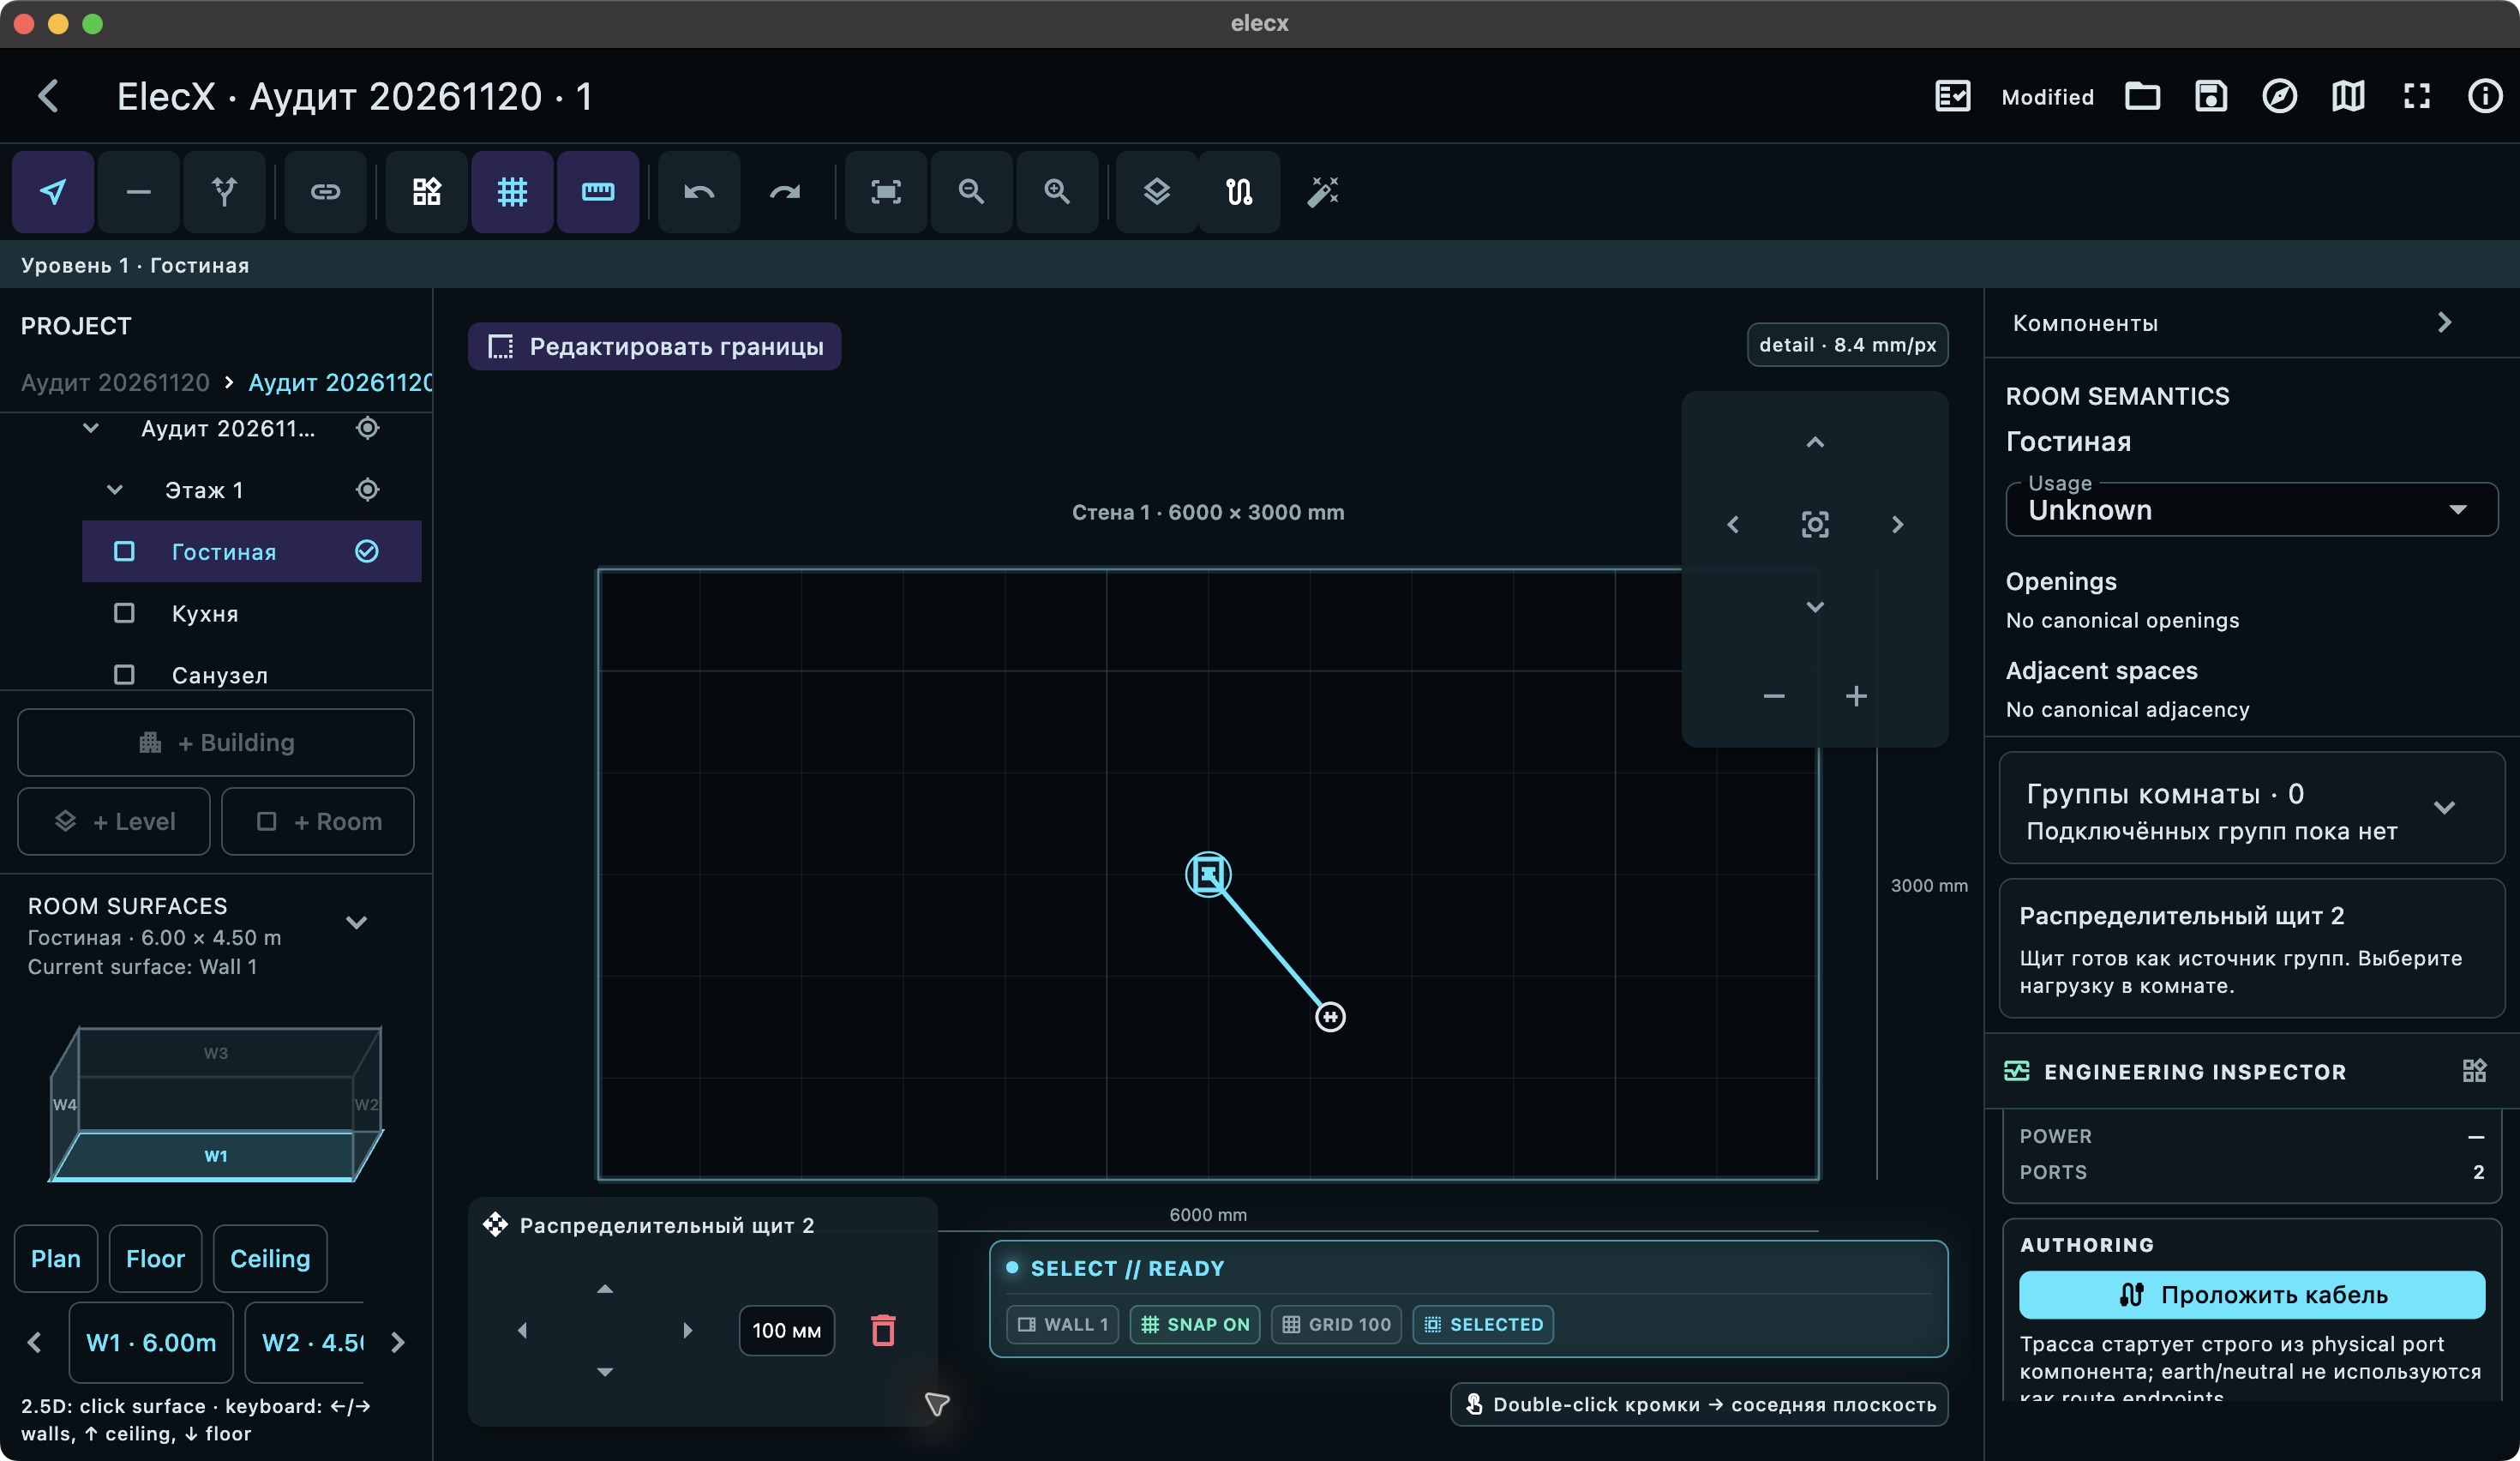 elecx
ElecX · Аудит 20261120 · 1
Modified
Уровень 1 · Гостиная
PROJECT
Аудит 20261120 › Аудит 20261120
Аудит 202611...
Этаж 1
Гостиная
Кухня
Санузел
+ Building
+ Level
+ Room
ROOM SURFACES
Гостиная · 6.00 × 4.50 m
Current surface: Wall 1
W3
W4
W2
W1
Plan
Floor
Ceiling
W1 · 6.00m
W2 · 4.50
2.5D: click surface · keyboard: ←/→
walls, ↑ ceiling, ↓ floor
Редактировать границы
detail · 8.4 mm/px
Стена 1 · 6000 × 3000 mm
3000 mm
6000 mm
Распределительный щит 2
100 мм
SELECT // READY
WALL 1
SNAP ON
GRID 100
SELECTED
Double-click кромки → соседняя плоскость
Компоненты
ROOM SEMANTICS
Гостиная
Usage
Unknown
Openings
No canonical openings
Adjacent spaces
No canonical adjacency
Группы комнаты · 0
Подключённых групп пока нет
Распределительный щит 2
Щит готов как источник групп. Выберите
нагрузку в комнате.
ENGINEERING INSPECTOR
POWER —
PORTS 2
AUTHORING
Проложить кабель
Трасса стартует строго из physical port
компонента; earth/neutral не используются
как route endpoints